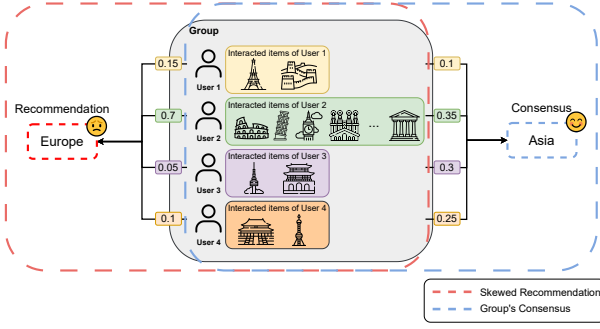 Group
0.15
Interacted items of User 1
0.1
User 1
Recommendation
Consensus
0.7
Interacted items of User 2
0.35
Europe
...
Asia
User 2
0.05
Interacted items of User 3
0.3
User 3
0.1
Interacted items of User 4
0.25
User 4
Skewed Recommendation
Group's Consensus